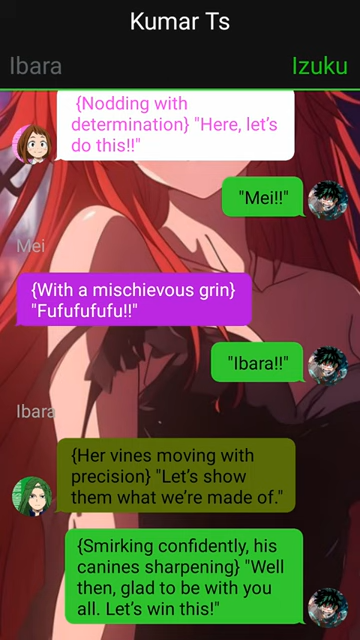 Kumar Ts
Ibara Izuku
{Nodding with
determination} "Here, let's
do this!!"
"Mei!!"
Mei
{With a mischievous grin}
"Fufufufufu!!"
"Ibara!!"
Ibara
{Her vines moving with
precision} "Let's show
them what we're made of."
{Smirking confidently, his
canines sharpening} "Well
then, glad to be with you
all. Let's win this!"